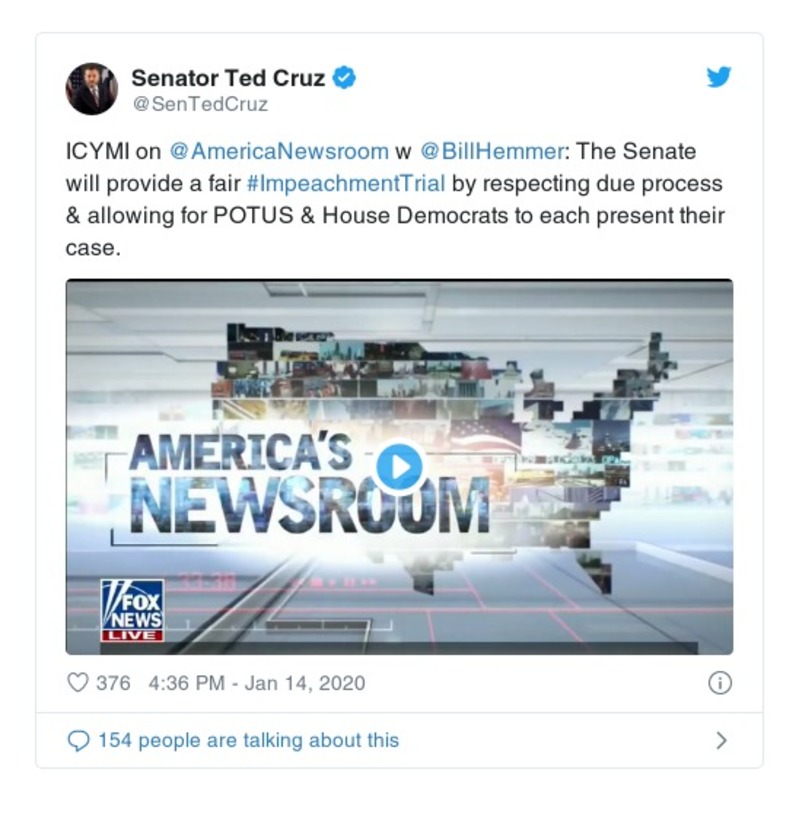 Senator Ted Cruz
@SenTedCruz
ICYMI on @AmericaNewsroom w @BillHemmer: The Senate
will provide a fair #ImpeachmentTrial by respecting due process
& allowing for POTUS & House Democrats to each present their
case.
AMERICA'S
NEWSROOM
FOX
NEWS
LIVE
376 4:36 PM - Jan 14, 2020
154 people are talking about this